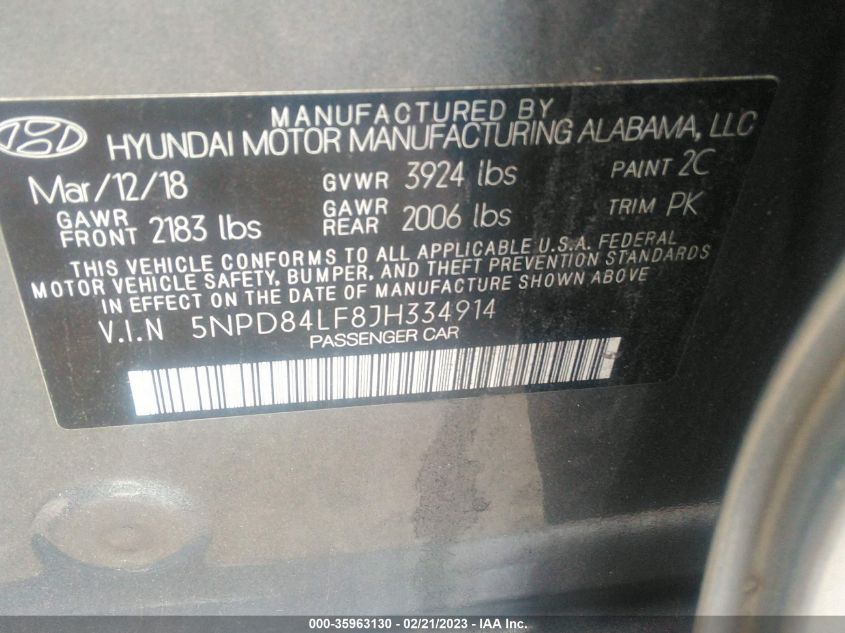 MANUFACTURED BY
HYUNDAI MOTOR MANUFACTURING ALABAMA, LLC
Mar/12/18 GVWR 3924 lbs PAINT 2C
GAWR FRONT 2183 lbs GAWR REAR 2006 lbs TRIM PK
THIS VEHICLE CONFORMS TO ALL APPLICABLE U.S.A. FEDERAL
MOTOR VEHICLE SAFETY, BUMPER, AND THEFT PREVENTION STANDARDS
IN EFFECT ON THE DATE OF MANUFACTURE SHOWN ABOVE
V.I.N 5NPD84LF8JH334914
PASSENGER CAR
000-35963130 - 02/21/2023 - IAA Inc.